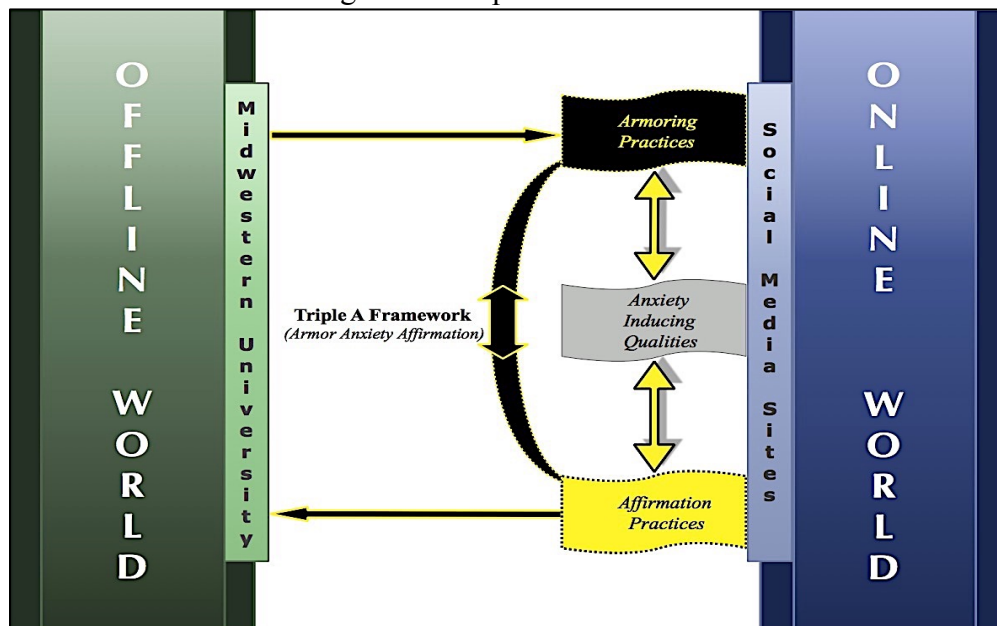 OFFLINE WORLD
Midwestern University
Armoring
Practices
Triple A Framework
(Armor Anxiety Affirmation)
Anxiety
Inducing
Qualities
Affirmation
Practices
Social Media Sites
ONLINE WORLD